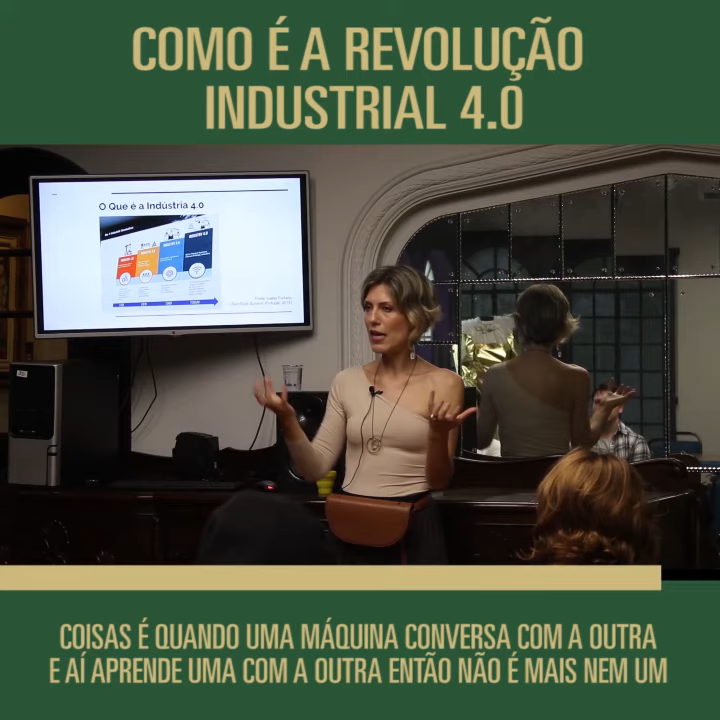 COMO É A REVOLUÇÃO
INDUSTRIAL 4.0
O Que é a Indústria 4.0
COISAS É QUANDO UMA MÁQUINA CONVERSA COM A OUTRA
E AÍ APRENDE UMA COM A OUTRA ENTÃO NÃO É MAIS NEM UM